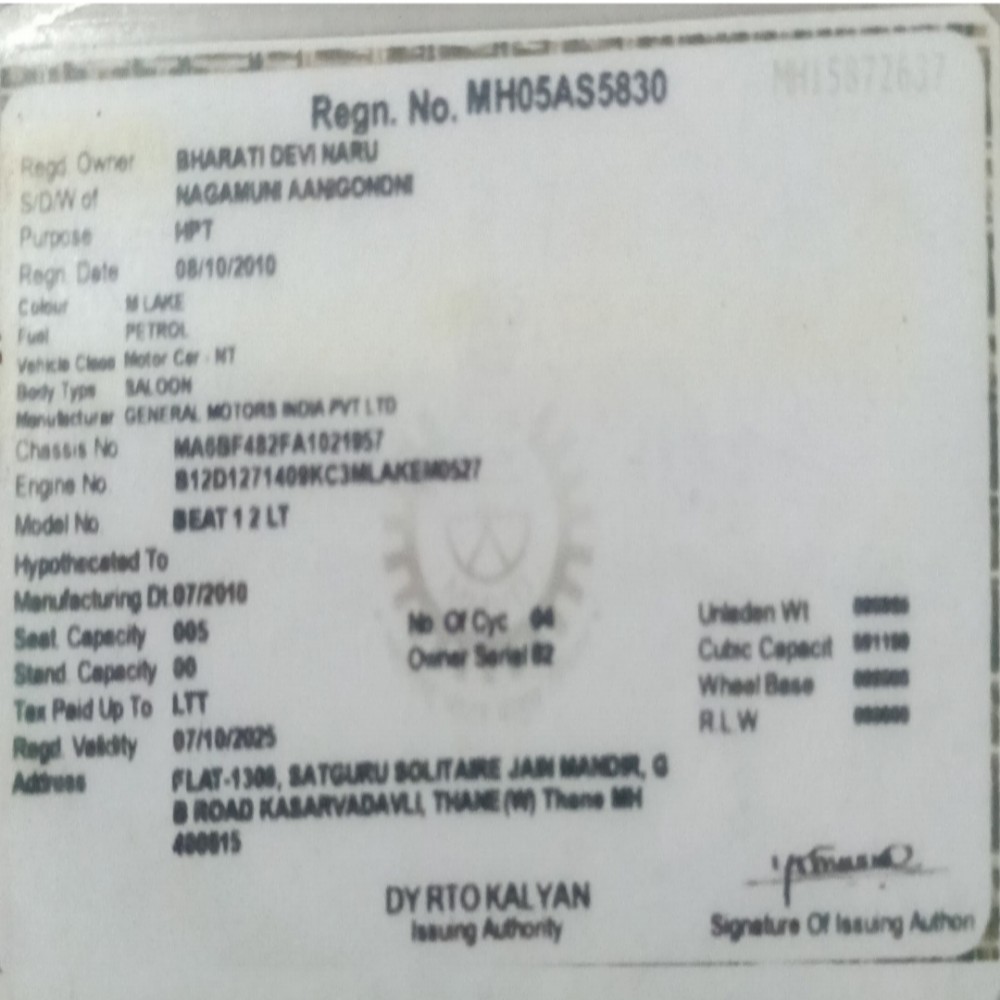 MH15872637
Regn. No. MH05AS5830
Regd. Owner BHARATI DEVI NARU
S/D/W of NAGAMUNI AANIGONDNI
Purpose HPT
Regn. Date 08/10/2010
Colour M LAKE
Fuel PETROL
Vehicle Class Motor Car - NT
Body Type SALOON
Manufacturer GENERAL MOTORS INDIA PVT LTD
Chassis No MA6BF482FA1021957
Engine No B12D1271409KC3MLAKEM0527
Model No. BEAT 1 2 LT
Hypothecated To
Manufacturing Dt 07/2010
Seat. Capacity 005 No Of Cyc 04 Unladen Wt
Stand. Capacity 00 Owner Serial 02 Cubic Capacit 001190
Tax Paid Up To LTT Wheel Base
Regd. Validity 07/10/2025 R L W
Address FLAT-1308, SATGURU SOLITAIRE JAIN MANDIR, G
B ROAD KASARVADAVLI, THANE (W) Thane MH
400615
DY RTO KALYAN
Issuing Authority Signature Of Issuing Authori